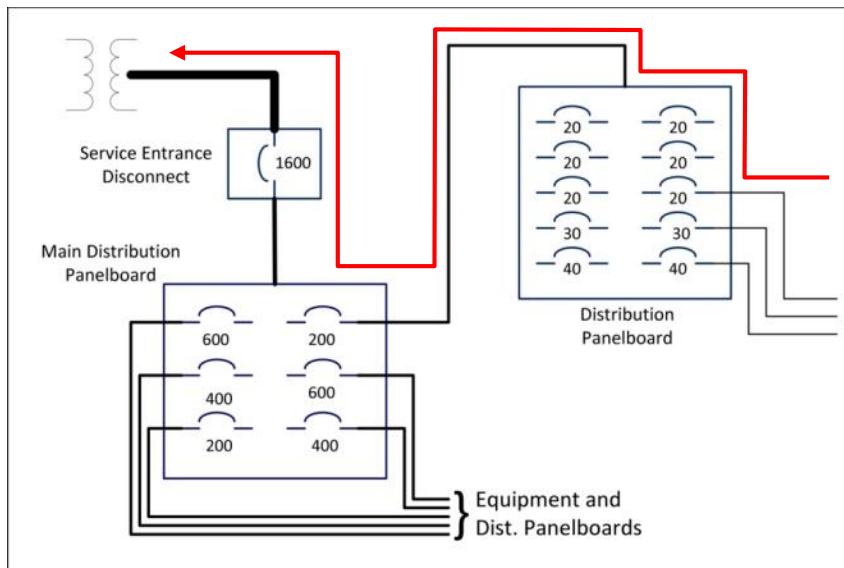 Service Entrance
Disconnect
1600
Main Distribution
Panelboard
600
200
400
600
200
400
20
20
20
20
20
20
30
30
40
40
Distribution
Panelboard
} Equipment and
Dist. Panelboards